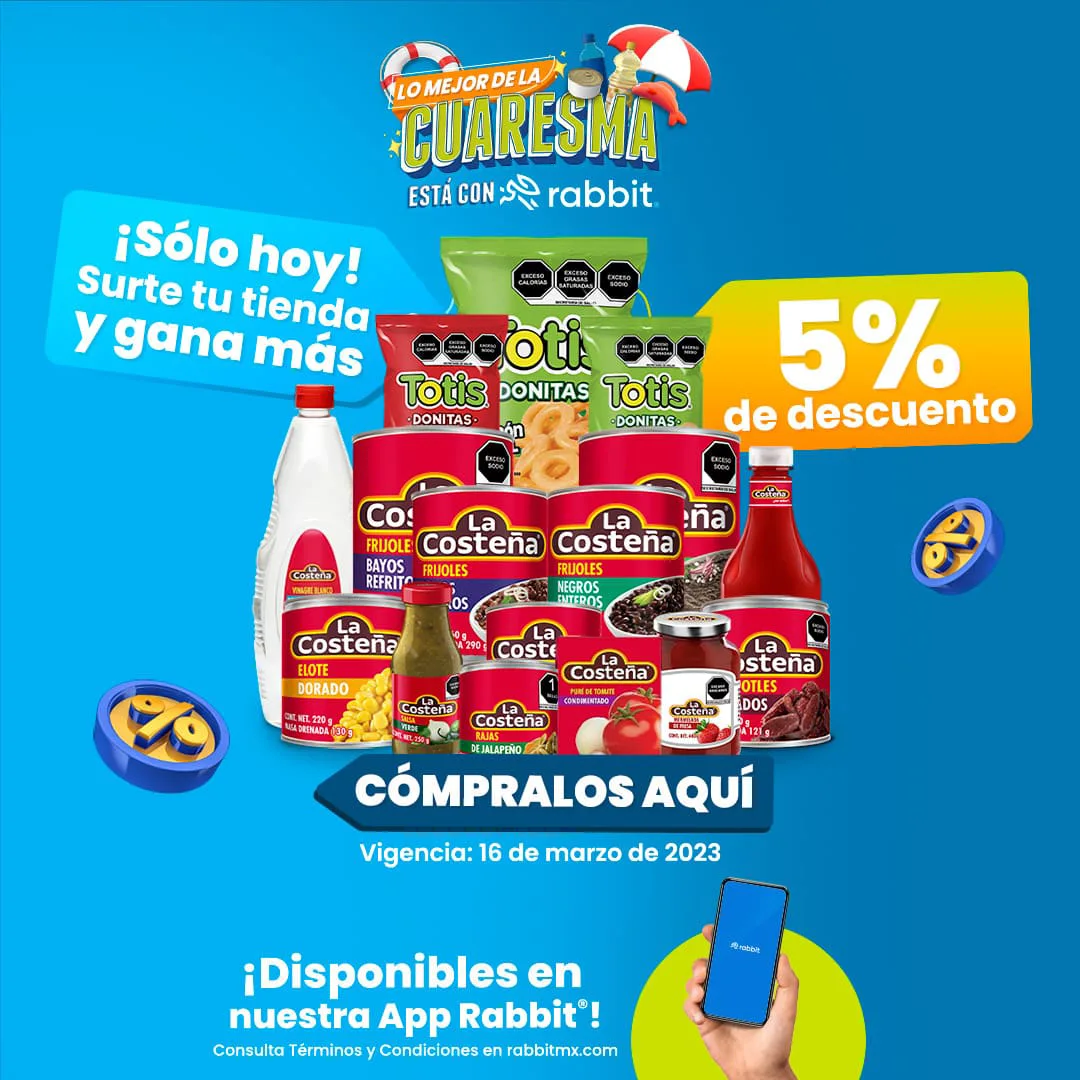 LO MEJOR DE LA
CUARESMA
ESTÁ CON rabbit.
¡Sólo hoy!
Surte tu tienda
y gana más
5%
de descuento
EXCESO CALORÍAS
EXCESO GRASAS SATURADAS
EXCESO SODIO
Totis
DONITAS
Totis
DONITAS
Totis
DONITAS
EXCESO SODIO
La Costeña
FRIJOLES
BAYOS
REFRITO
La Costeña
FRIJOLES
La Costeña
FRIJOLES
NEGROS
ENTEROS
La Costeña
La Costeña
VINAGRE BLANCO
La Costeña
ELOTE
DORADO
CONT. NET. 220 g
MASA DRENADA 130 g
La Costeña
SALSA
VERDE
CONT. NET. 250 g
La Costeña
RAJAS
DE JALAPEÑO
La Costeña
PURÉ DE TOMATE
CONDIMENTADO
La Costeña
MERMELADA
DE FRESA
%
%
CÓMPRALOS AQUÍ
Vigencia: 16 de marzo de 2023
¡Disponibles en
nuestra App Rabbit®!
Consulta Términos y Condiciones en rabbitmx.com
rabbit